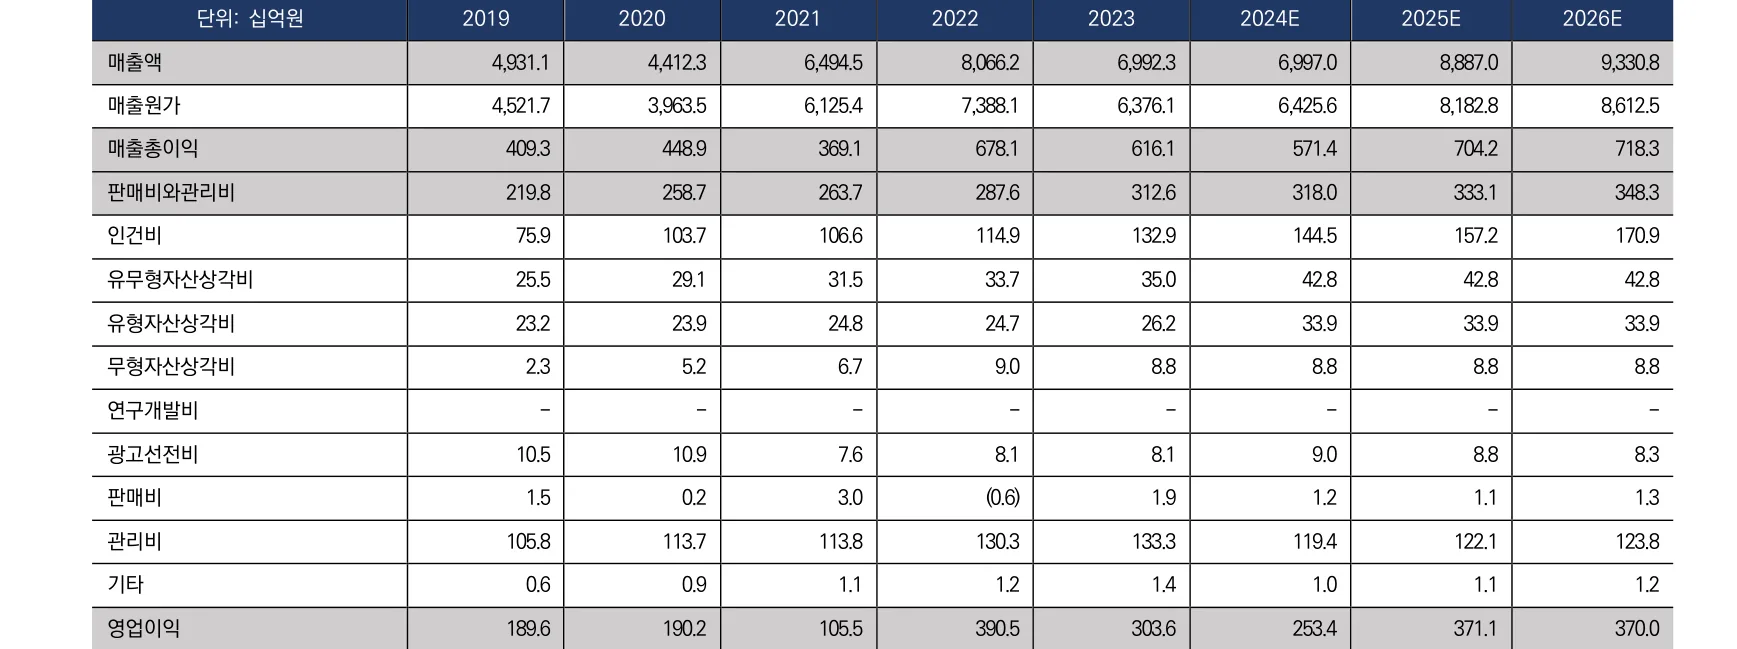 단위: 십억원 2019 2020 2021 2022 2023 2024E 2025E 2026E
매출액 4,931.1 4,412.3 6,494.5 8,066.2 6,992.3 6,997.0 8,887.0 9,330.8
매출원가 4,521.7 3,963.5 6,125.4 7,388.1 6,376.1 6,425.6 8,182.8 8,612.5
매출총이익 409.3 448.9 369.1 678.1 616.1 571.4 704.2 718.3
판매비와관리비 219.8 258.7 263.7 287.6 312.6 318.0 333.1 348.3
인건비 75.9 103.7 106.6 114.9 132.9 144.5 157.2 170.9
유무형자산상각비 25.5 29.1 31.5 33.7 35.0 42.8 42.8 42.8
유형자산상각비 23.2 23.9 24.8 24.7 26.2 33.9 33.9 33.9
무형자산상각비 2.3 5.2 6.7 9.0 8.8 8.8 8.8 8.8
연구개발비 - - - - - - - -
광고선전비 10.5 10.9 7.6 8.1 8.1 9.0 8.8 8.3
판매비 1.5 0.2 3.0 (0.6) 1.9 1.2 1.1 1.3
관리비 105.8 113.7 113.8 130.3 133.3 119.4 122.1 123.8
기타 0.6 0.9 1.1 1.2 1.4 1.0 1.1 1.2
영업이익 189.6 190.2 105.5 390.5 303.6 253.4 371.1 370.0